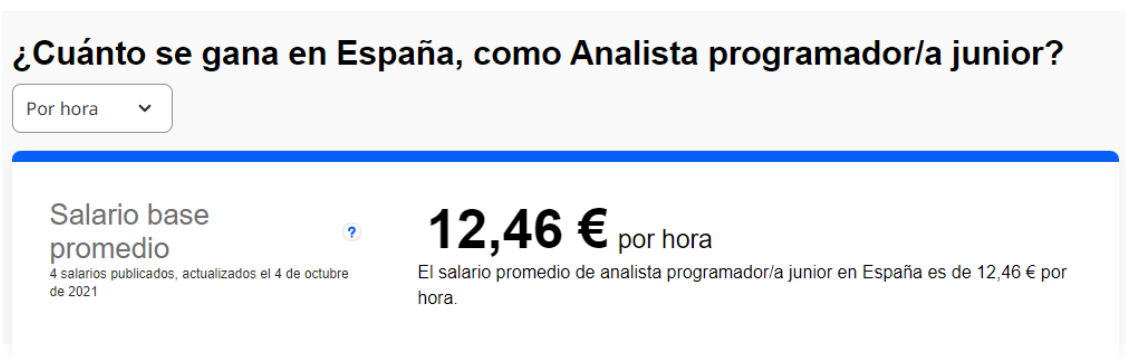 ¿Cuánto se gana en España, como Analista programador/a junior?
Por hora
Salario base
promedio
?
4 salarios publicados, actualizados el 4 de octubre
de 2021
12,46 € por hora
El salario promedio de analista programador/a junior en España es de 12,46 € por
hora.